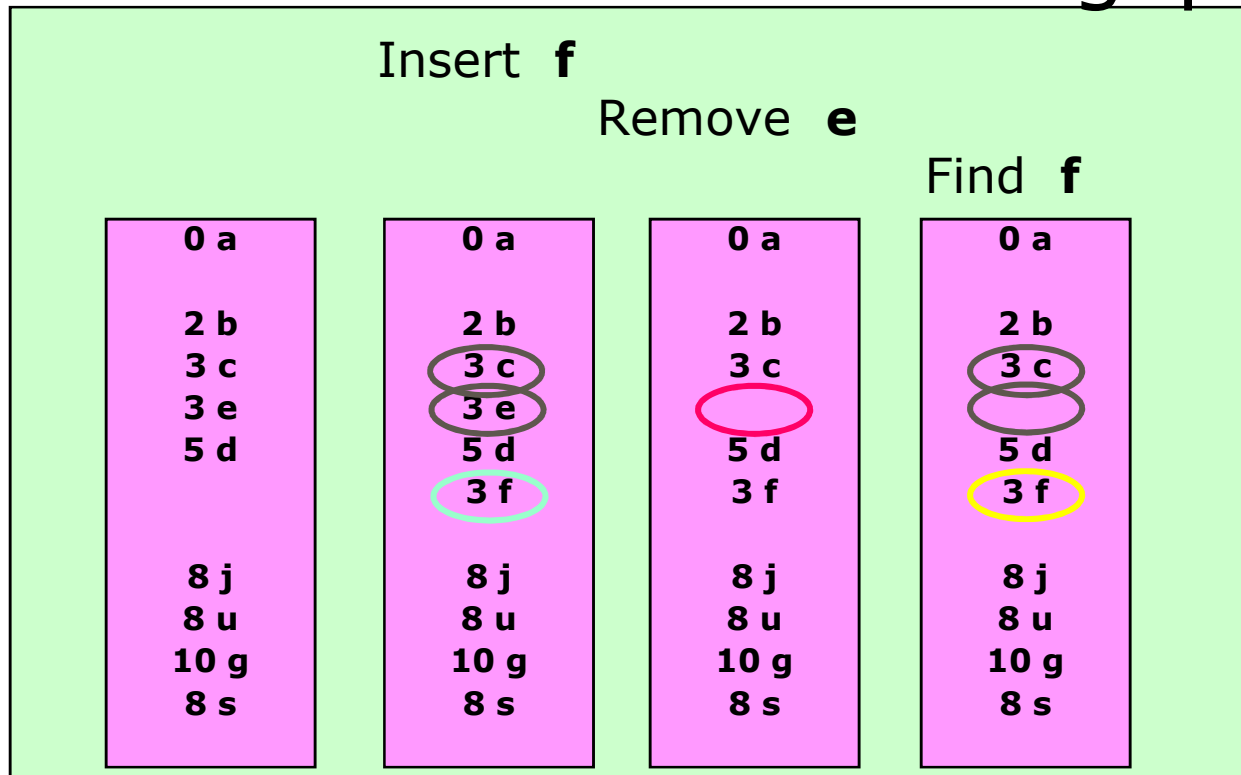 Insert f
Remove e
Find f
0 a 0 a 0 a 0 a
2 b 2 b 2 b 2 b
3 c 3 c 3 c 3 c
3 e 3 e
5 d 5 d 5 d 5 d
3 f 3 f 3 f
8 j 8 j 8 j 8 j
8 u 8 u 8 u 8 u
10 g 10 g 10 g 10 g
8 s 8 s 8 s 8 s